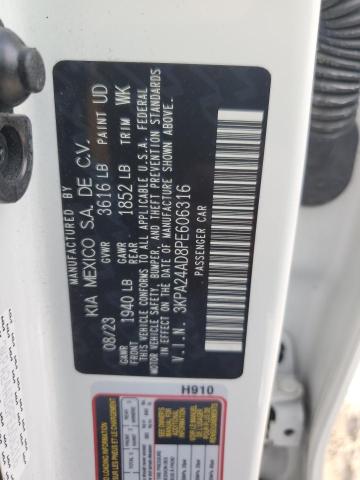 MANUFACTURED BY
KIA MEXICO S.A. DE C.V.
08/23 GVWR 3616 LB PAINT UD
GAWR FRONT 1940 LB GAWR REAR 1852 LB TRIM WK
THIS VEHICLE CONFORMS TO ALL APPLICABLE U.S.A. FEDERAL
MOTOR VEHICLE SAFETY, BUMPER, AND THEFT PREVENTION STANDARDS
IN EFFECT ON THE DATE OF MANUFACTURE SHOWN ABOVE.
V.I.N. 3KPA24AD8PE606316
PASSENGER CAR
H910
LOADING INFORMATION